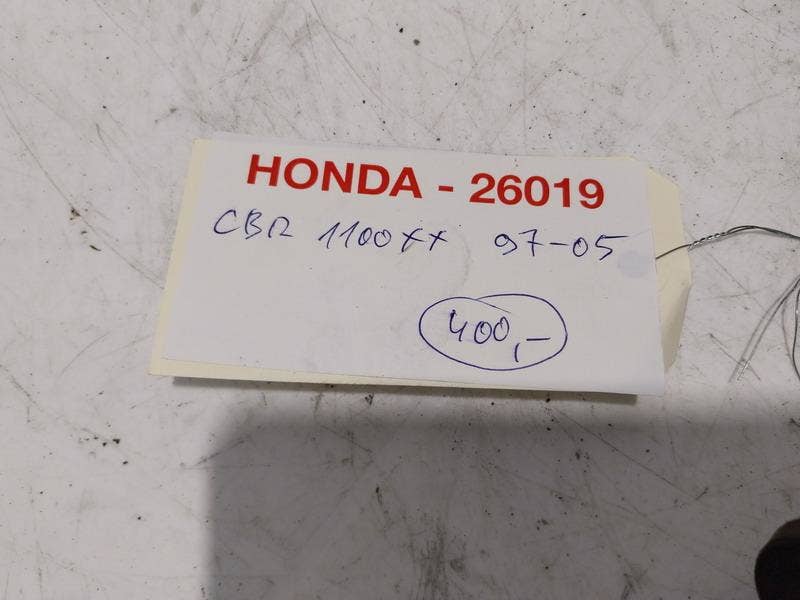 HONDA - 26019
CBR 1100XX 97-05
400,-